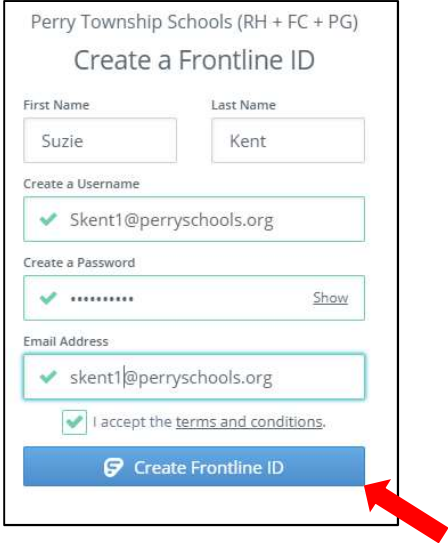 Perry Township Schools (RH + FC + PG)
Create a Frontline ID
First Name Last Name
Suzie Kent
Create a Username
Skent1@perryschools.org
Create a Password
•••••••••• Show
Email Address
skent1@perryschools.org
I accept the terms and conditions.
Create Frontline ID